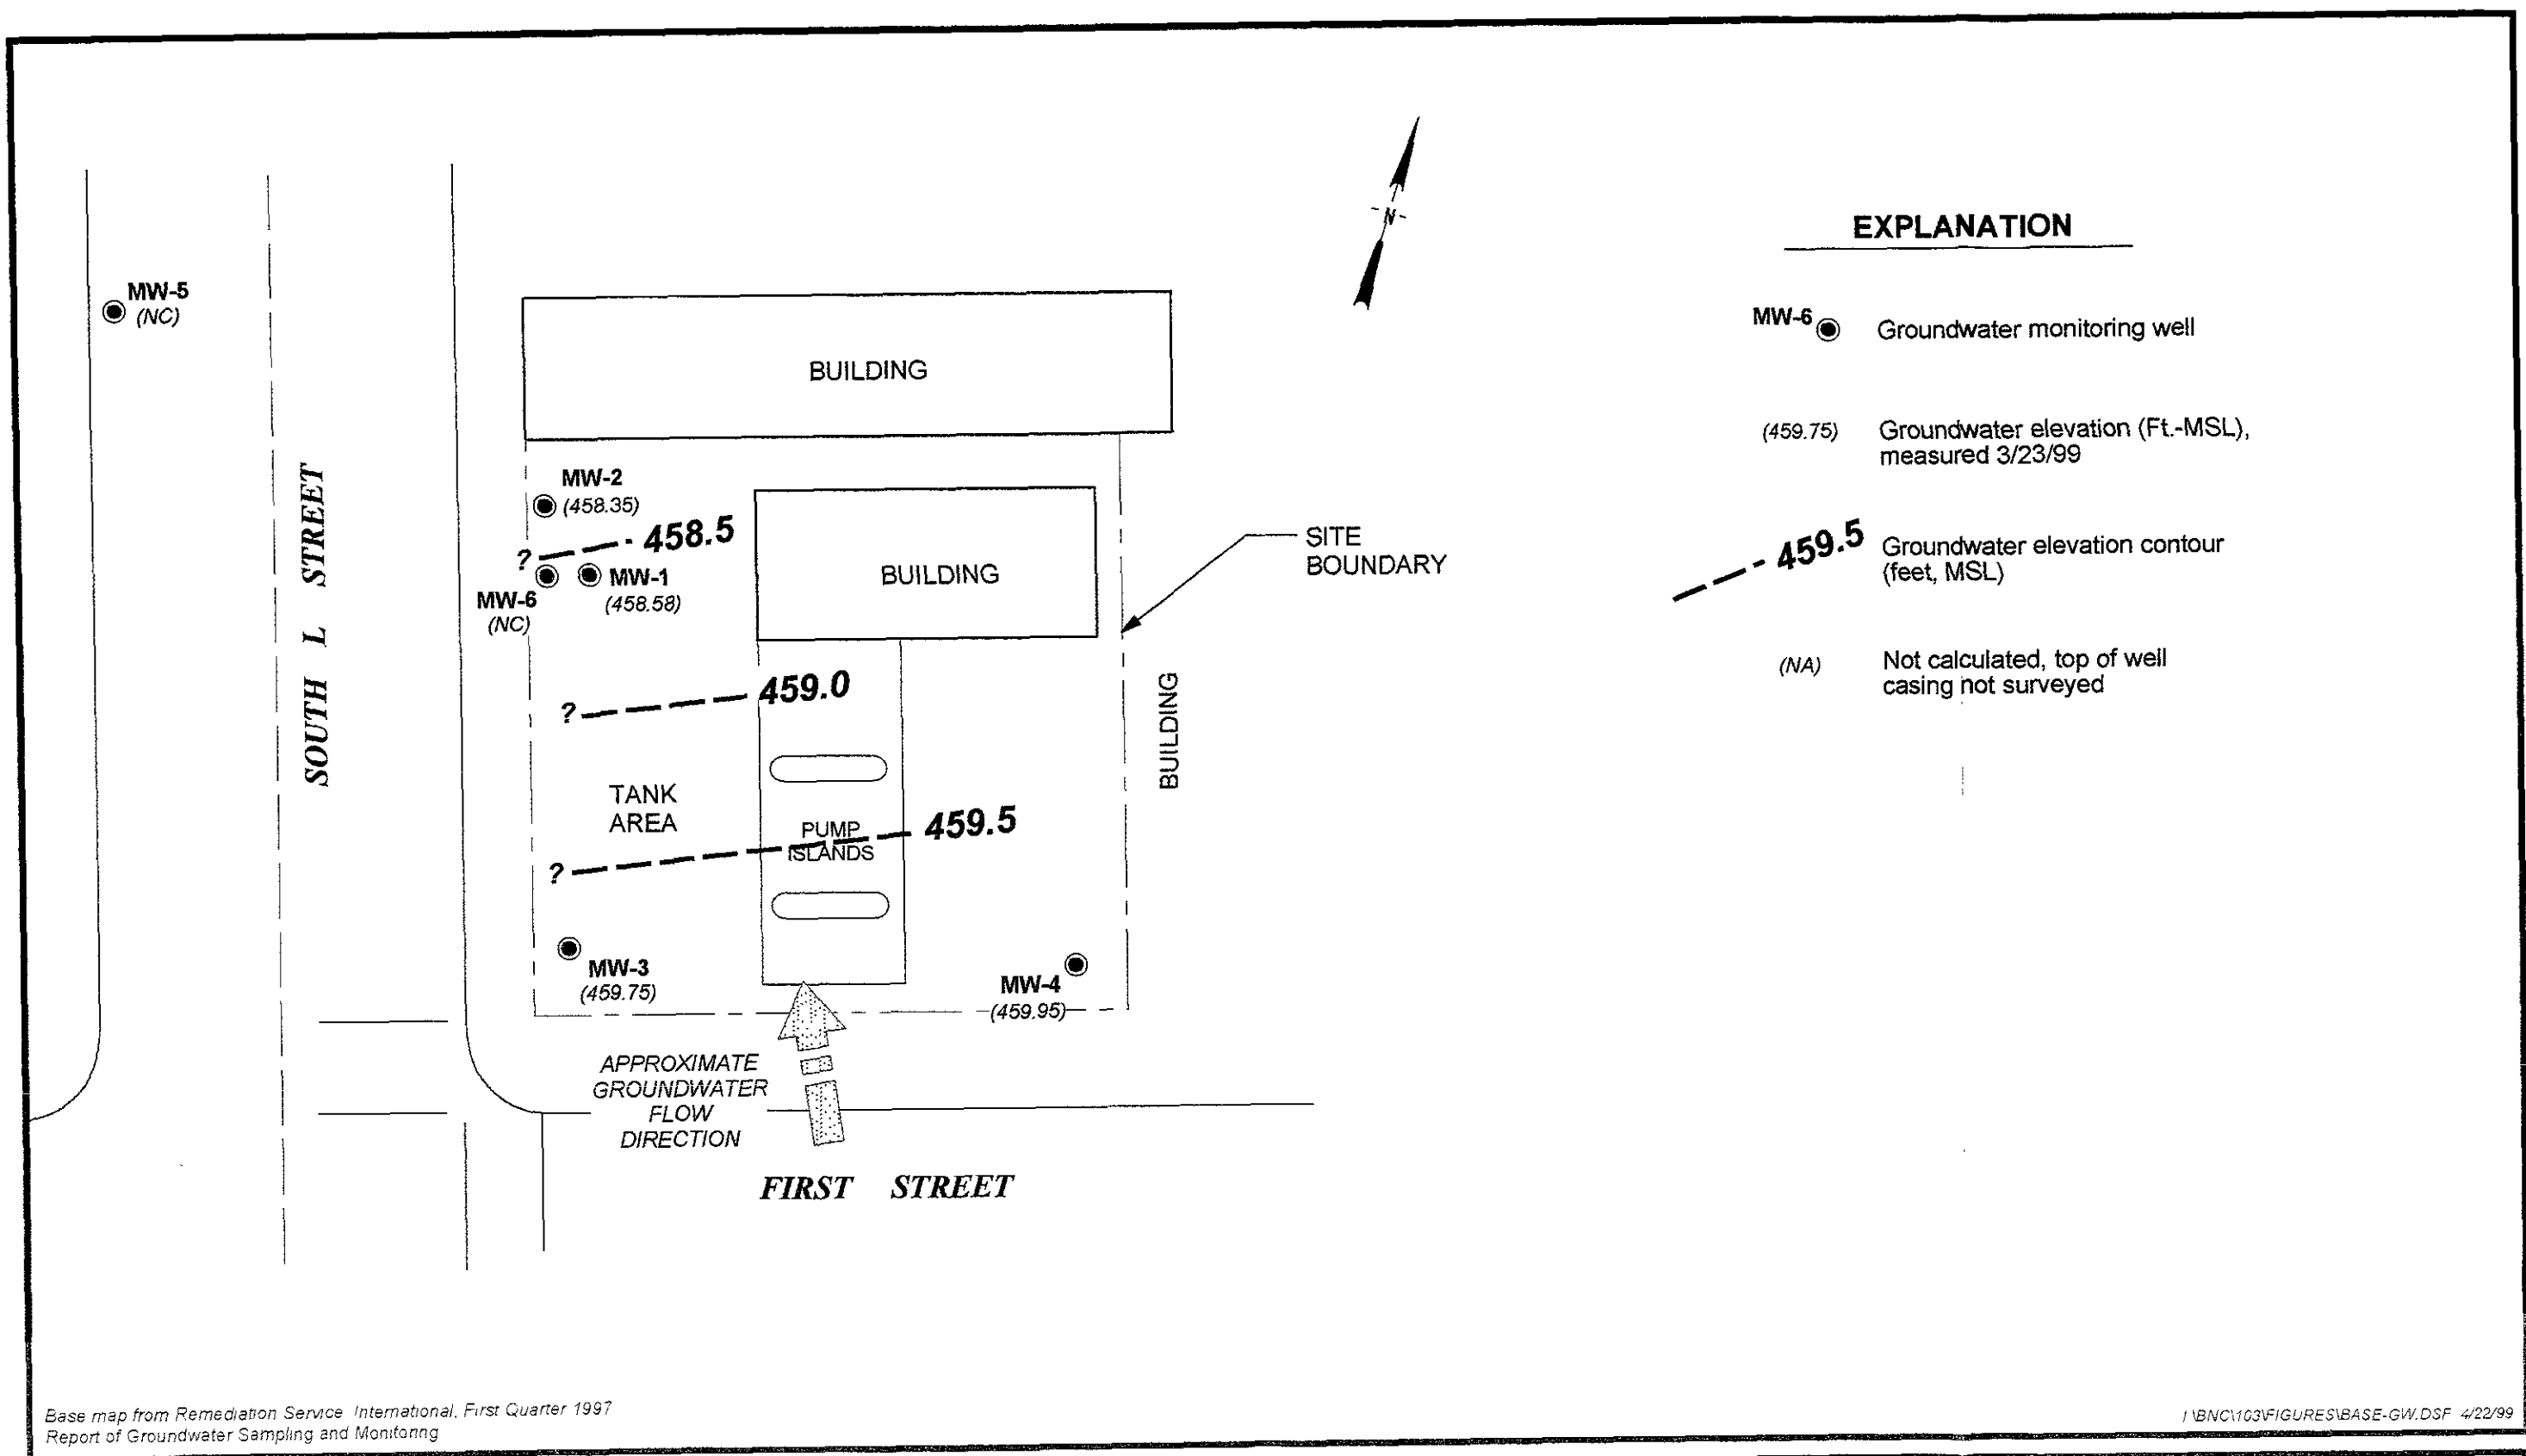 N
EXPLANATION
MW-6
Groundwater monitoring well
(459.75)
Groundwater elevation (Ft.-MSL),
measured 3/23/99
459.5
Groundwater elevation contour
(feet, MSL)
(NA)
Not calculated, top of well
casing not surveyed
MW-5
(NC)
BUILDING
MW-2
(458.35)
458.5
?
MW-1
(458.58)
MW-6
(NC)
BUILDING
SITE
BOUNDARY
SOUTH L STREET
459.0
?
BUILDING
TANK
AREA
PUMP
ISLANDS
459.5
?
MW-3
(459.75)
MW-4
(459.95)
APPROXIMATE
GROUNDWATER
FLOW
DIRECTION
FIRST STREET
Base map from Remediation Service International, First Quarter 1997
Report of Groundwater Sampling and Monitoring
I \BNC\103\FIGURES\BASE-GW.DSF 4/22/99